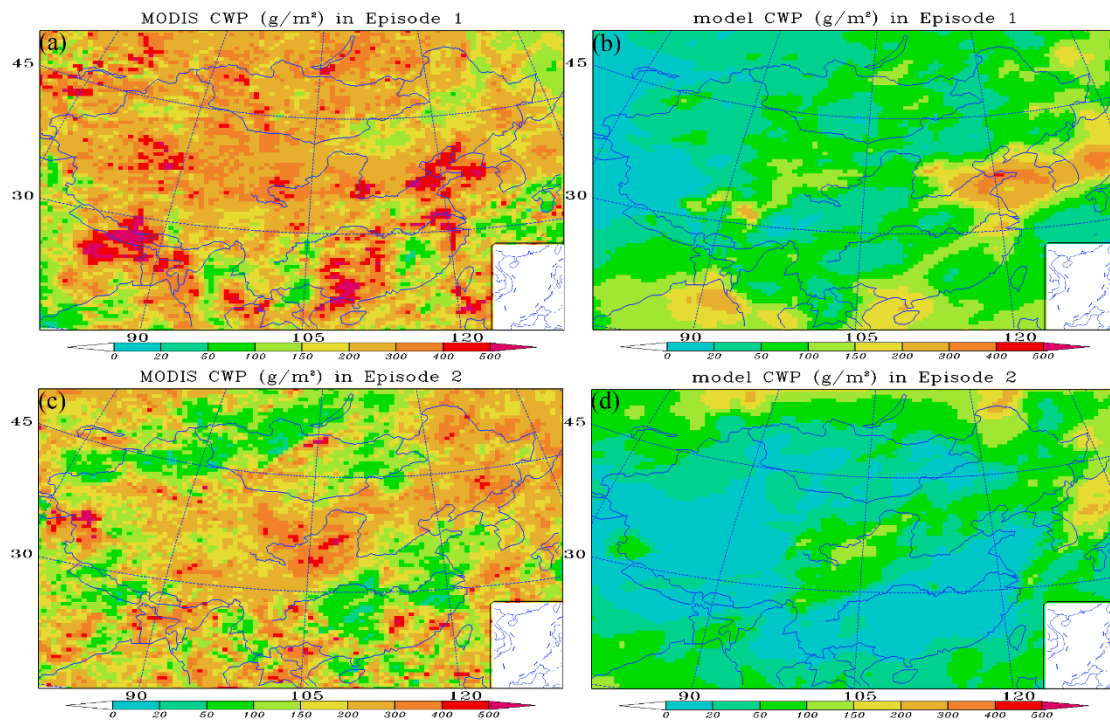 MODIS CWP (g/m²) in Episode 1
(a)
45
30
90 105 120
0 20 50 100 150 200 300 400 500
model CWP (g/m²) in Episode 1
(b)
45
30
90 105 120
0 20 50 100 150 200 300 400 500
MODIS CWP (g/m²) in Episode 2
(c)
45
30
90 105 120
0 20 50 100 150 200 300 400 500
model CWP (g/m²) in Episode 2
(d)
45
30
90 105 120
0 20 50 100 150 200 300 400 500